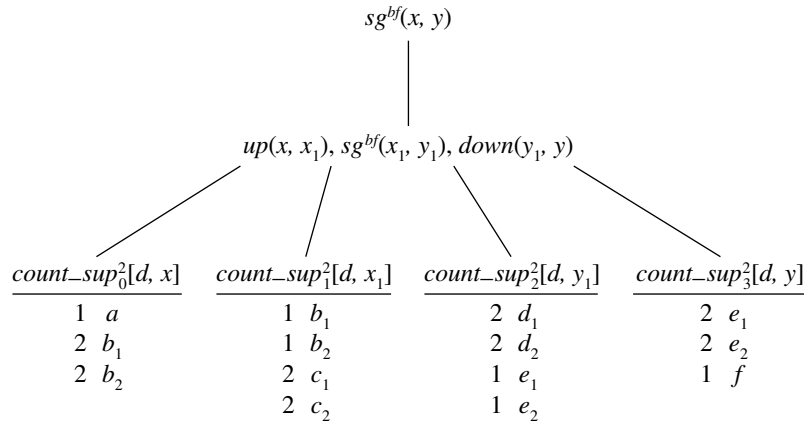 sg^{bf}(x, y)
up(x, x_1), sg^{bf}(x_1, y_1), down(y_1, y)
count_sup^2_0[d, x] count_sup^2_1[d, x_1] count_sup^2_2[d, y_1] count_sup^2_3[d, y]
1 a 1 b_1 2 d_1 2 e_1
2 b_1 1 b_2 2 d_2 2 e_2
2 b_2 2 c_1 1 e_1 1 f
2 c_2 1 e_2